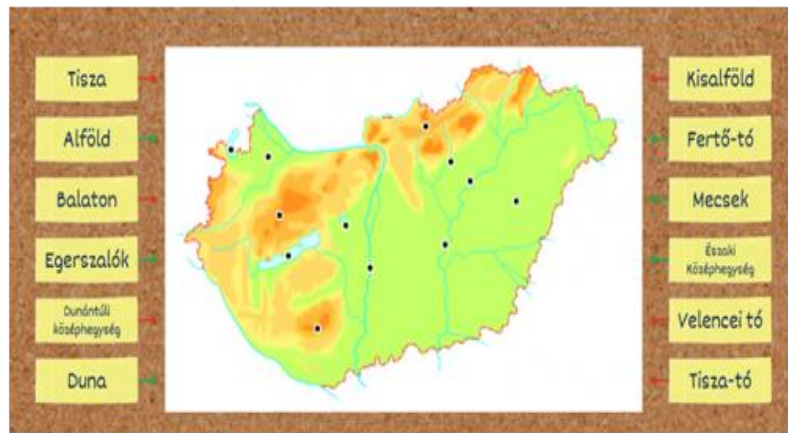 Tisza
Alföld
Balaton
Egerszalók
Dunántúli
középhegység
Duna
Kisalföld
Fertő-tó
Mecsek
Északi
Középhegység
Velencei tó
Tisza-tó